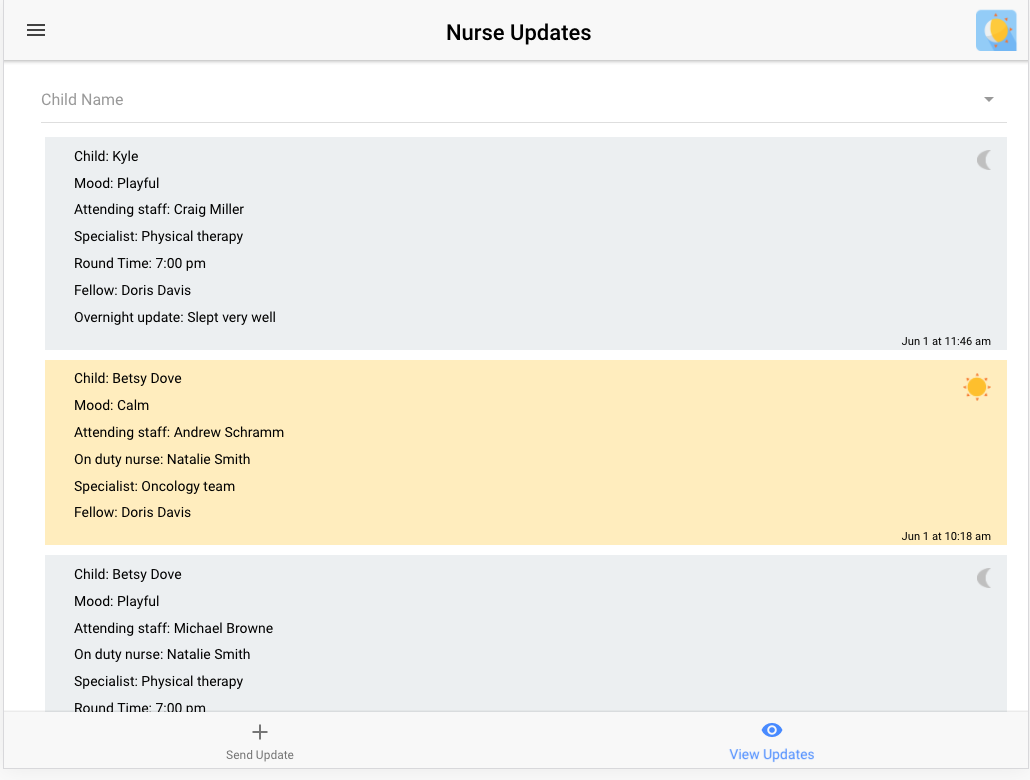 Nurse Updates
Child Name
Child: Kyle
Mood: Playful
Attending staff: Craig Miller
Specialist: Physical therapy
Round Time: 7:00 pm
Fellow: Doris Davis
Overnight update: Slept very well
Jun 1 at 11:46 am
Child: Betsy Dove
Mood: Calm
Attending staff: Andrew Schramm
On duty nurse: Natalie Smith
Specialist: Oncology team
Fellow: Doris Davis
Jun 1 at 10:18 am
Child: Betsy Dove
Mood: Playful
Attending staff: Michael Browne
On duty nurse: Natalie Smith
Specialist: Physical therapy
Round Time: 7:00 pm
Send Update
View Updates